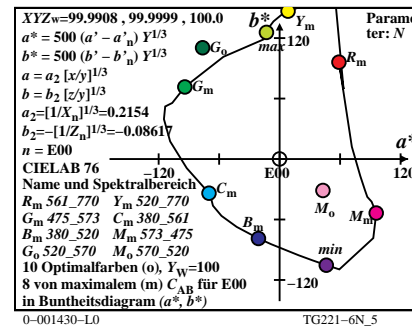 XYZw=99.9908 , 99.9999 , 100.0
a* = 500 (a' - a'n) Y1/3
b* = 500 (b' - b'n) Y1/3
a = a2 [x/y]1/3
b = b2 [z/y]1/3
a2=[1/Xn]1/3=0.2154
b2=−[1/Zn]1/3=−0.08617
n = E00
CIELAB 76
Name und Spektralbereich
Rm 561_770 Ym 520_770
Gm 475_573 Cm 380_561
Bm 380_520 Mm 573_475
Go 520_570 Mo 570_520
10 Optimalfarben (o), YW=100
8 von maximalem (m) CAB für E00
in Buntheitsdiagram (a*, b*)
b*
120
max
Ym
Parame-
ter: N
Go
Rm
Gm
a*
-120
E00
120
Cm
Mo
Mm
Bm
min
-120
0-001430-L0
TG221-6N_5